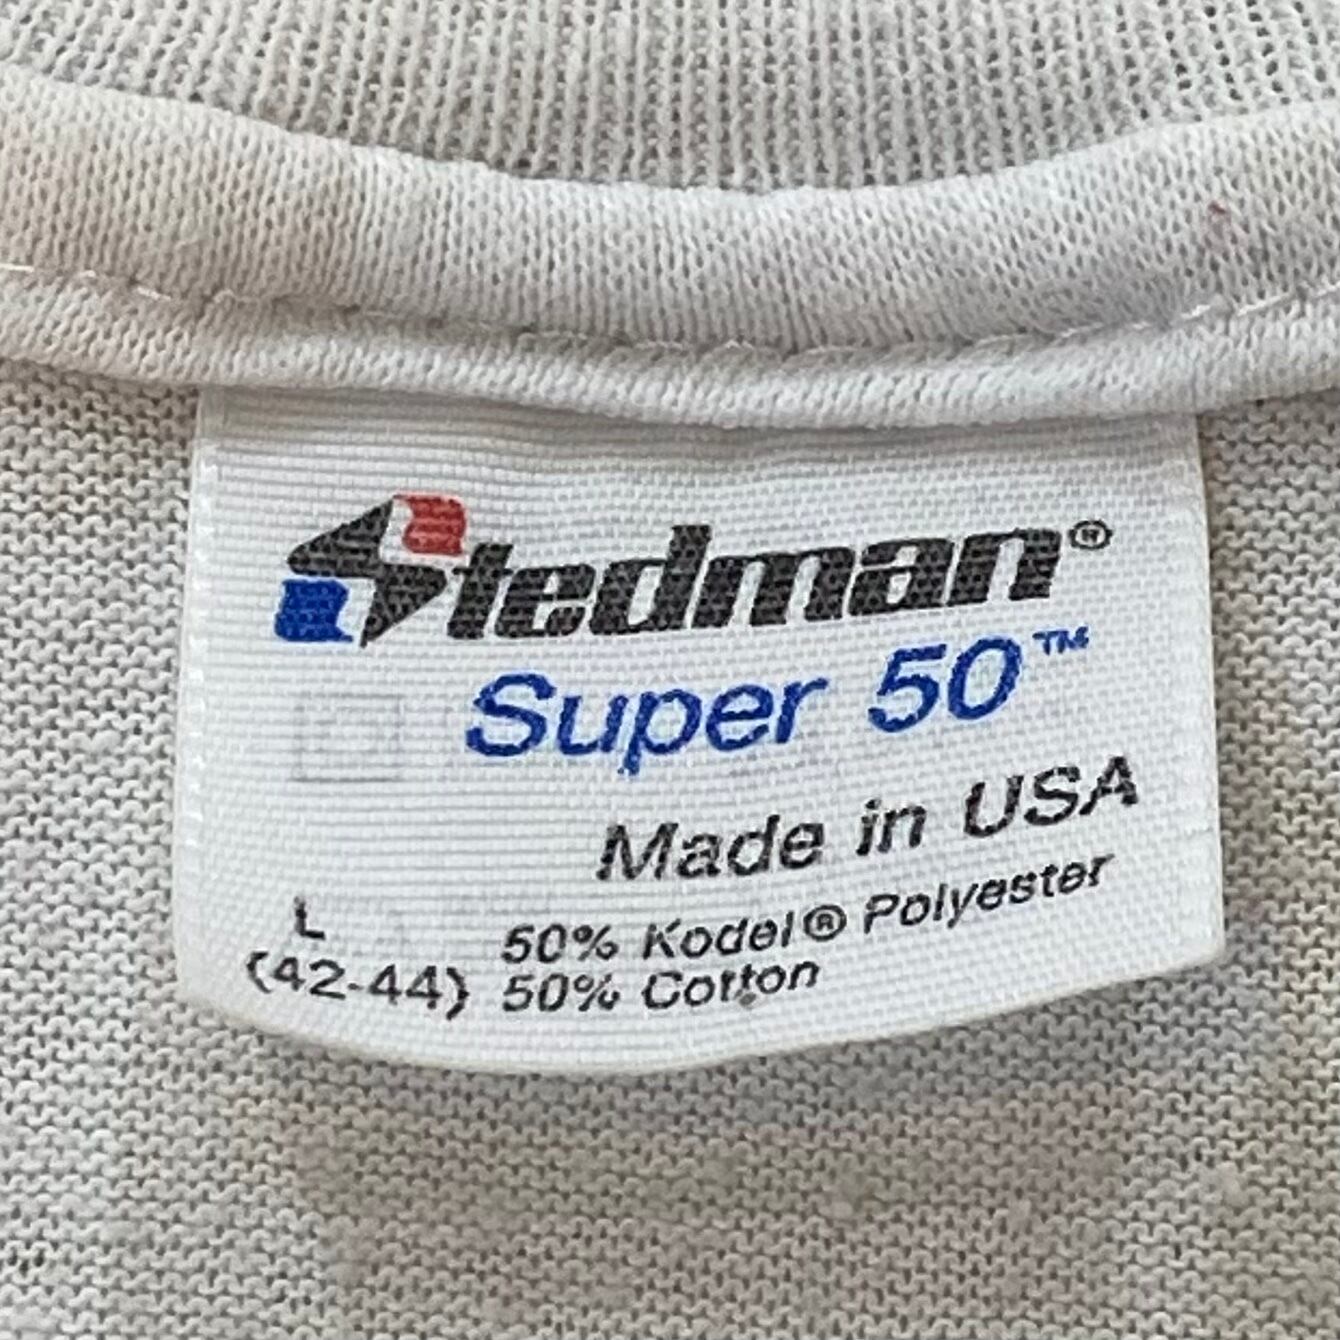 Stedman®
Super 50™
Made in USA
L
(42-44)
50% Kodel® Polyester
50% Cotton